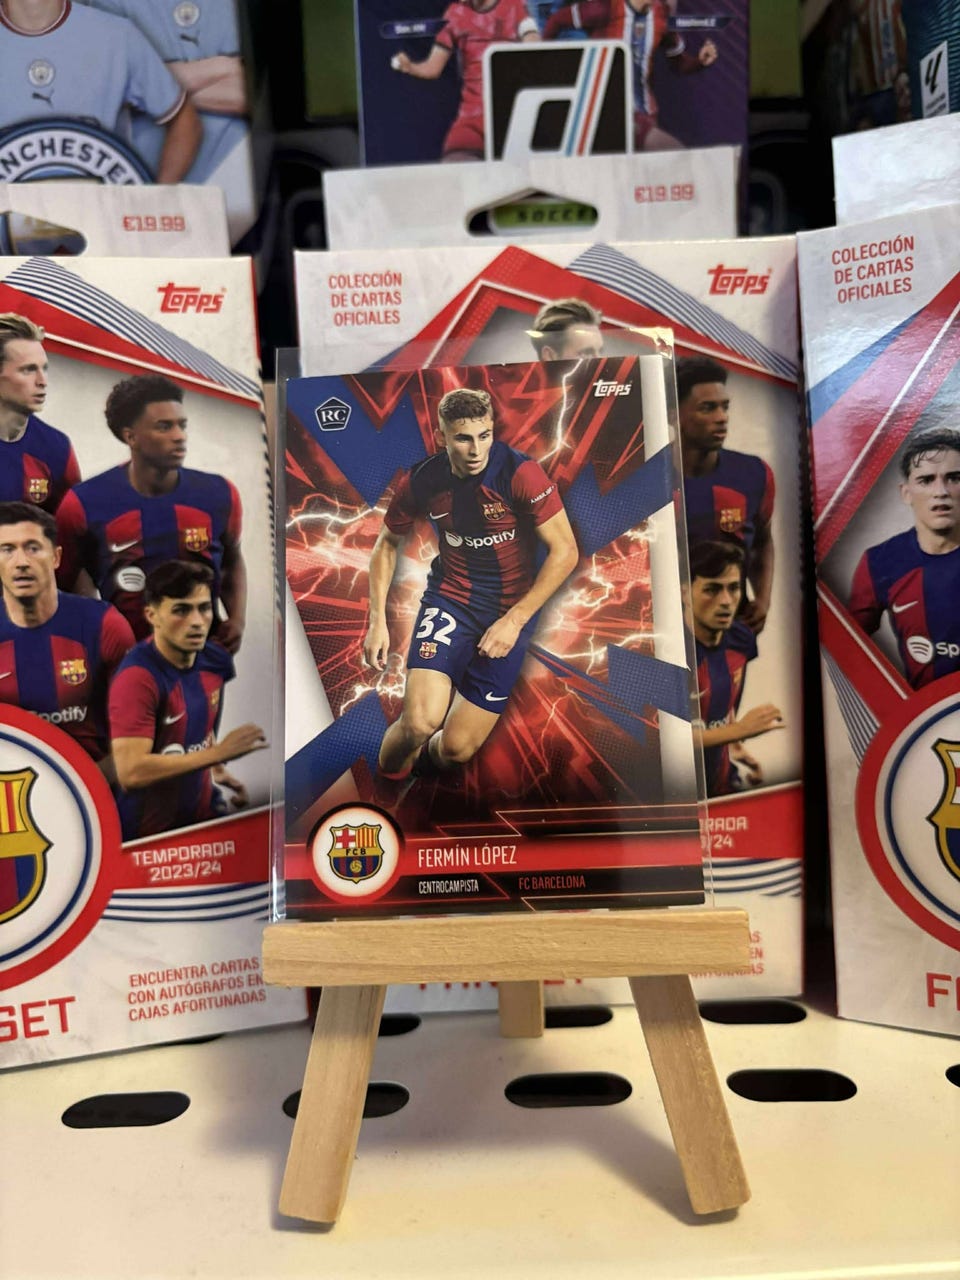 MANCHESTER
€19.99
SOCCER
€19.99
topps
COLECCIÓN
DE CARTAS
OFICIALES
topps
COLECCIÓN
DE CARTAS
OFICIALES
RC
topps
Spotify
32
FCB
FERMÍN LÓPEZ
CENTROCAMPISTA
FC BARCELONA
TEMPORADA
2023/24
ENCUENTRA CARTAS
CON AUTÓGRAFOS EN
CAJAS AFORTUNADAS
SET